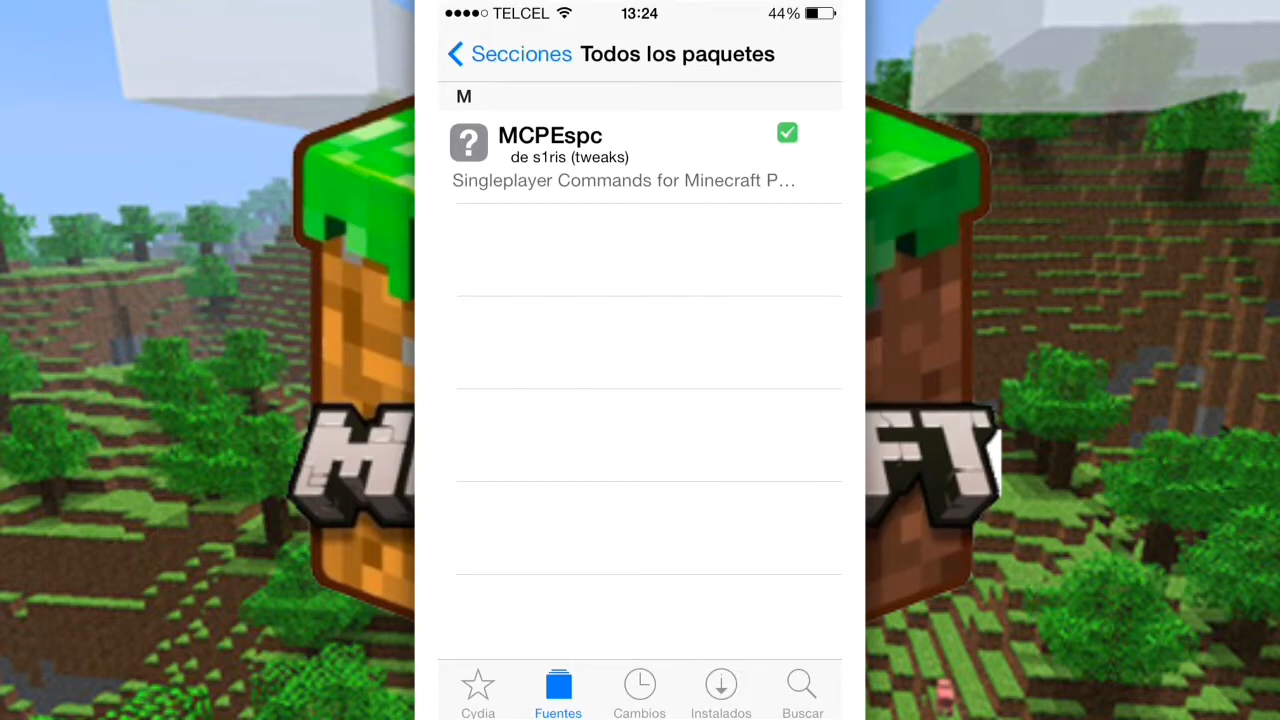 TELCEL 13:24 44%
Secciones Todos los paquetes
M
? MCPEspc
de s1ris (tweaks)
Singleplayer Commands for Minecraft P...
Cydia Fuentes Cambios Instalados Buscar